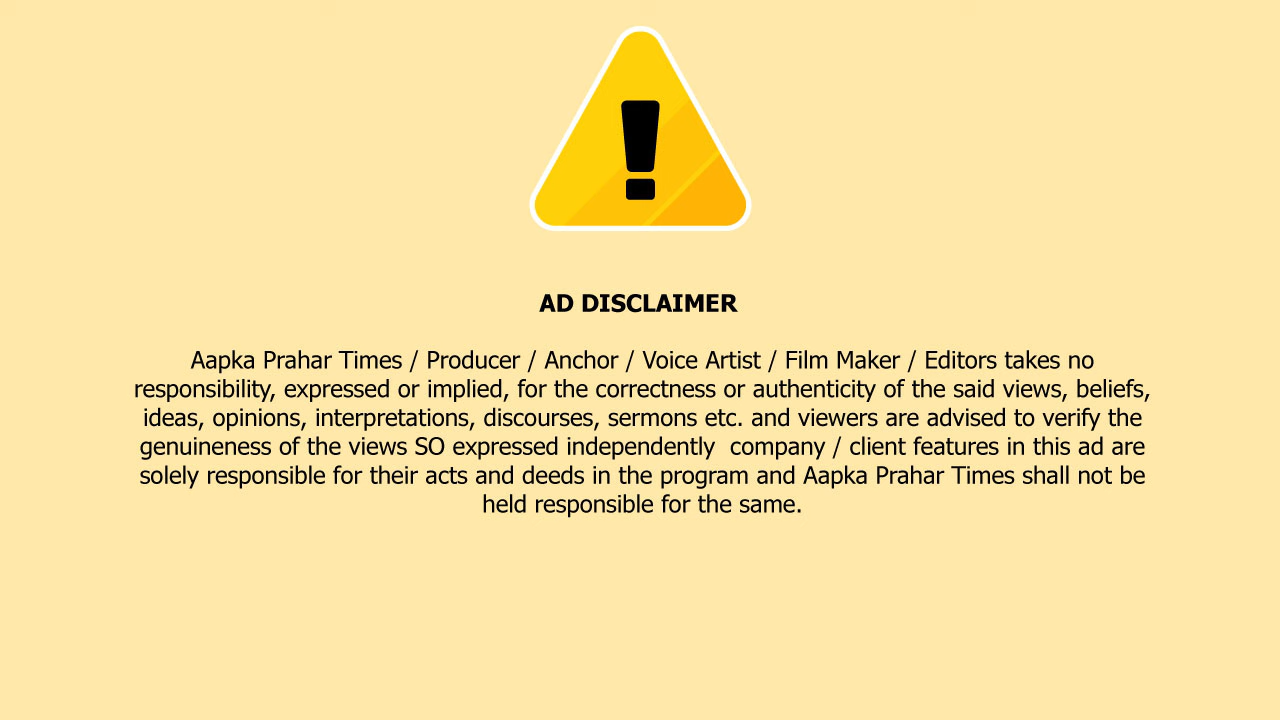 AD DISCLAIMER
Aapka Prahar Times / Producer / Anchor / Voice Artist / Film Maker / Editors takes no
responsibility, expressed or implied, for the correctness or authenticity of the said views, beliefs,
ideas, opinions, interpretations, discourses, sermons etc. and viewers are advised to verify the
genuineness of the views SO expressed independently  company / client features in this ad are
solely responsible for their acts and deeds in the program and Aapka Prahar Times shall not be
held responsible for the same.